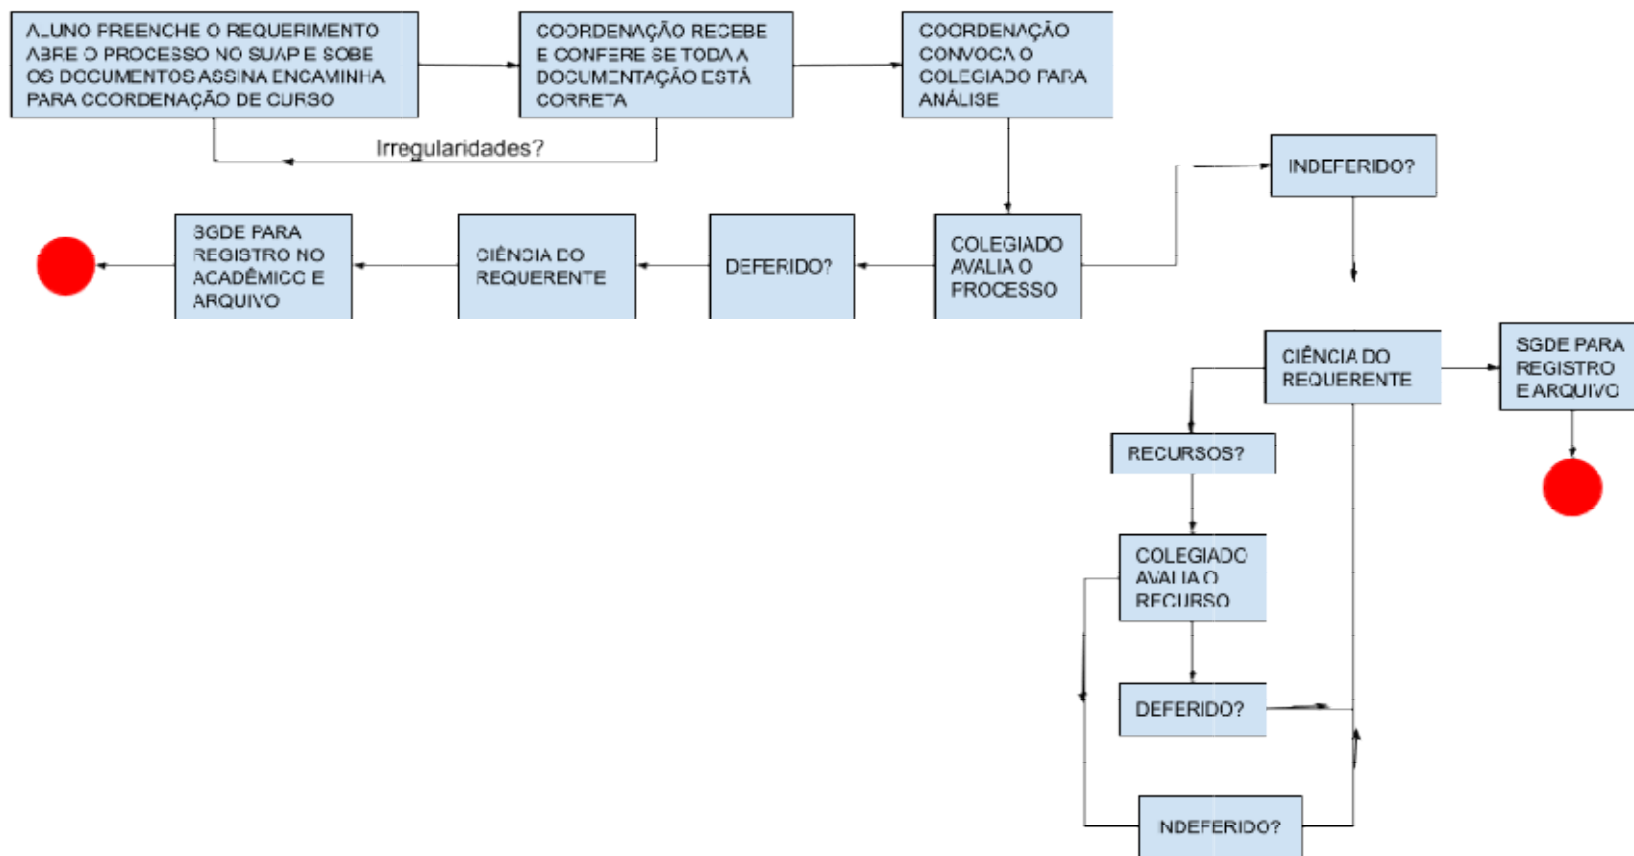 ALUNO PREENCHE O REQUERIMENTO
ABRE O PROCESSO NO SUAP E SOBE
OS DOCUMENTOS ASSINA ENCAMINHA
PARA COORDENAÇÃO DE CURSO
COORDENAÇÃO RECEBE
E CONFERE SE TODA A
DOCUMENTAÇÃO ESTÁ
CORRETA
COORDENAÇÃO
CONVOCA O
COLEGIADO PARA
ANÁLISE
Irregularidades?
INDEFERIDO?
SGDE PARA
REGISTRO NO
ACADÊMICO E
ARQUIVO
CIÊNCIA DO
REQUERENTE
DEFERIDO?
COLEGIADO
AVALIA O
PROCESSO
CIÊNCIA DO
REQUERENTE
SGDE PARA
REGISTRO
E ARQUIVO
RECURSOS?
COLEGIADO
AVALIA O
RECURSO
DEFERIDO?
INDEFERIDO?